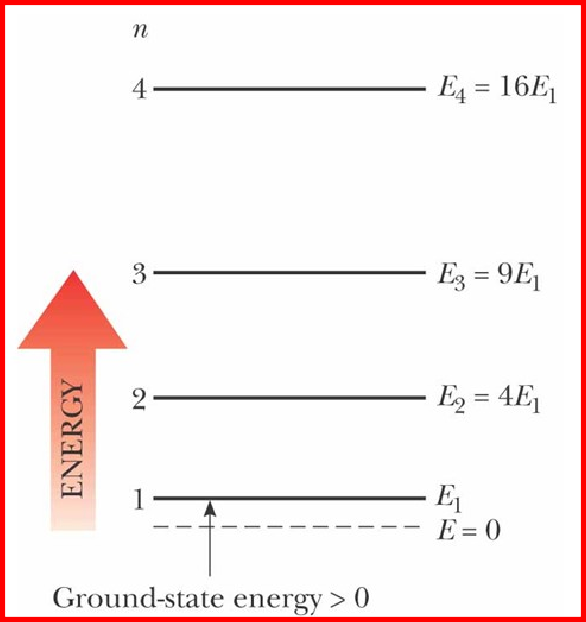 n
4 E₄ = 16E₁
3 E₃ = 9E₁
2 E₂ = 4E₁
1 E₁
E = 0
ENERGY
Ground-state energy > 0